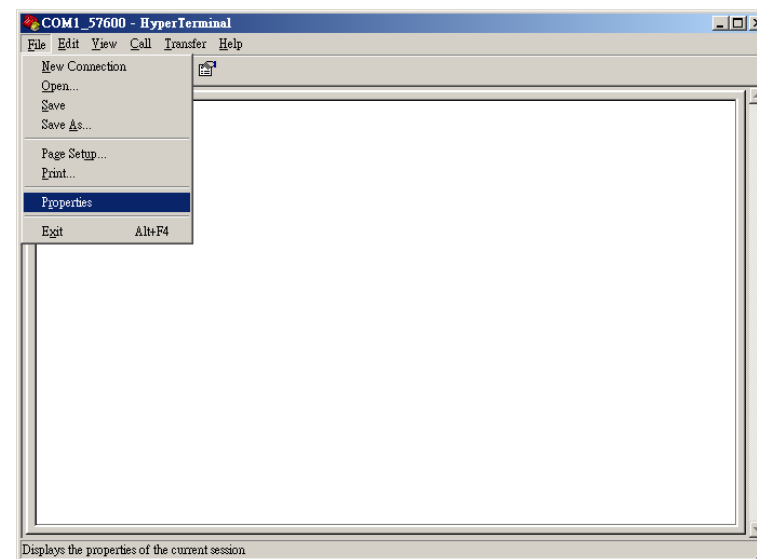 COM1_57600 - HyperTerminal
File Edit View Call Transfer Help
New Connection
Open...
Save
Save As...
Page Setup...
Print...
Properties
Exit Alt+F4
Displays the properties of the current session